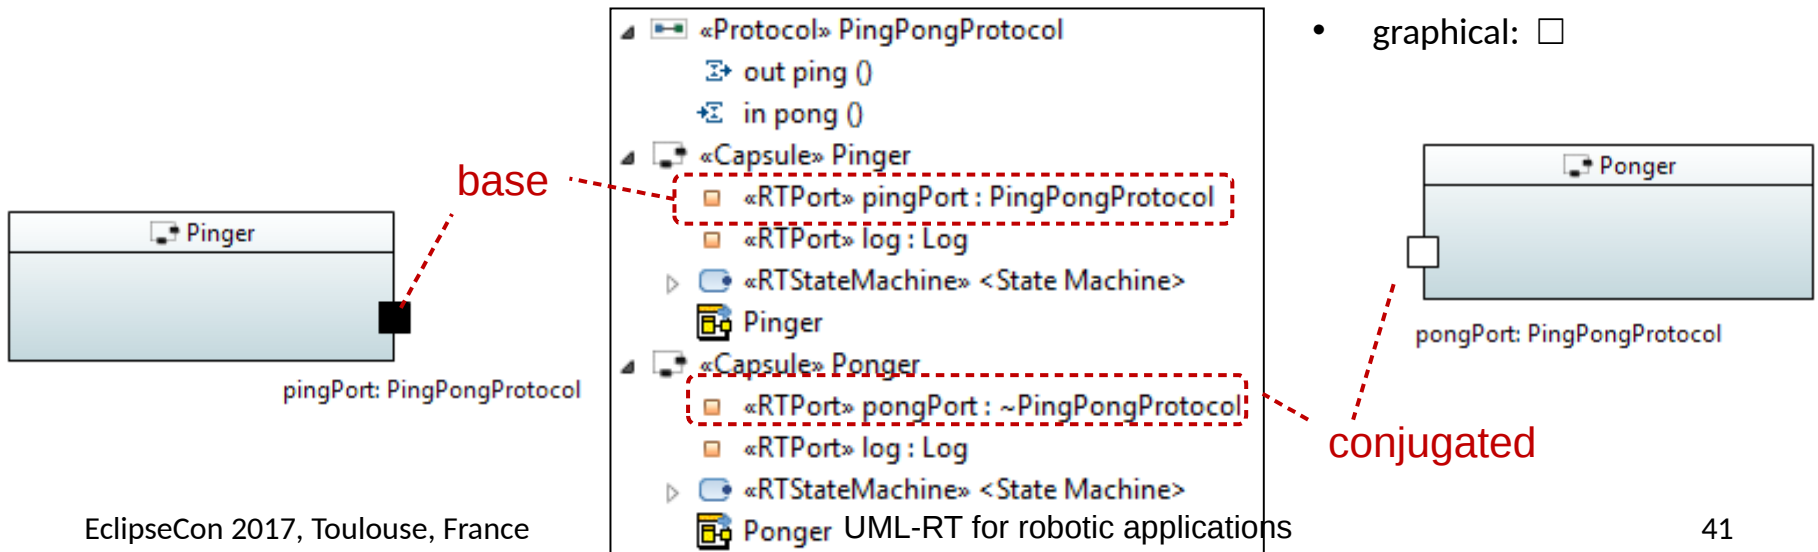 «Protocol» PingPongProtocol
out ping ()
in pong ()
«Capsule» Pinger
«RTPort» pingPort : PingPongProtocol
«RTPort» log : Log
«RTStateMachine» <State Machine>
Pinger
«Capsule» Ponger
«RTPort» pongPort : ~PingPongProtocol
«RTPort» log : Log
«RTStateMachine» <State Machine>
Ponger
base
Pinger
pingPort: PingPongProtocol
• graphical: □
Ponger
pongPort: PingPongProtocol
conjugated
EclipseCon 2017, Toulouse, France
UML-RT for robotic applications
41